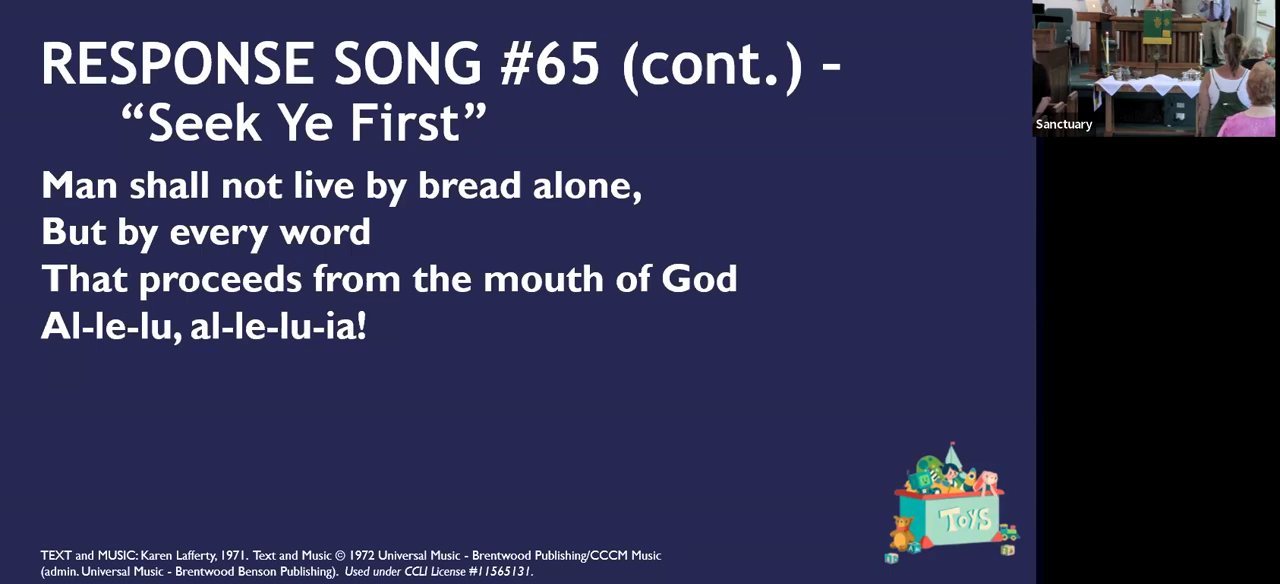 RESPONSE SONG #65 (cont.) -
“Seek Ye First”
Man shall not live by bread alone,
But by every word
That proceeds from the mouth of God
Al-le-lu, al-le-lu-ia!
TOYS
TEXT and MUSIC: Karen Lafferty, 1971. Text and Music © 1972 Universal Music - Brentwood Publishing/CCCM Music
(admin. Universal Music - Brentwood Benson Publishing). Used under CCLI License #11565131.
Sanctuary